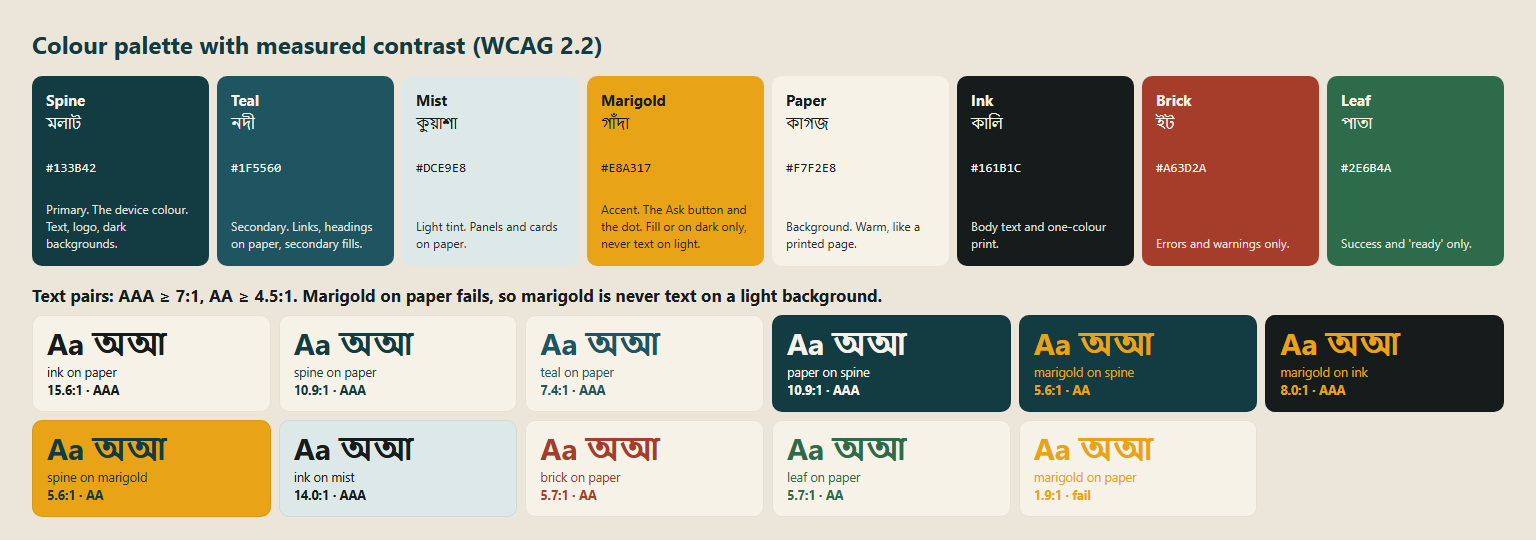 Colour palette with measured contrast (WCAG 2.2)
Spine
মলাট
#133B42
Primary. The device colour.
Text, logo, dark
backgrounds.
Teal
নদী
#1F5560
Secondary. Links, headings
on paper, secondary fills.
Mist
কুয়াশা
#DCE9E8
Light tint. Panels and cards
on paper.
Marigold
গাঁদা
#E8A317
Accent. The Ask button and
the dot. Fill or on dark only,
never text on light.
Paper
কাগজ
#F7F2E8
Background. Warm, like a
printed page.
Ink
কালি
#161B1C
Body text and one-colour
print.
Brick
ইট
#A63D2A
Errors and warnings only.
Leaf
পাতা
#2E6B4A
Success and 'ready' only.
Text pairs: AAA ≥ 7:1, AA ≥ 4.5:1. Marigold on paper fails, so marigold is never text on a light background.
Aa অআ
ink on paper
15.6:1 · AAA
Aa অআ
spine on paper
10.9:1 · AAA
Aa অআ
teal on paper
7.4:1 · AAA
Aa অআ
paper on spine
10.9:1 · AAA
Aa অআ
marigold on spine
5.6:1 · AA
Aa অআ
marigold on ink
8.0:1 · AAA
Aa অআ
spine on marigold
5.6:1 · AA
Aa অআ
ink on mist
14.0:1 · AAA
Aa অআ
brick on paper
5.7:1 · AA
Aa অআ
leaf on paper
5.7:1 · AA
Aa অআ
marigold on paper
1.9:1 · fail